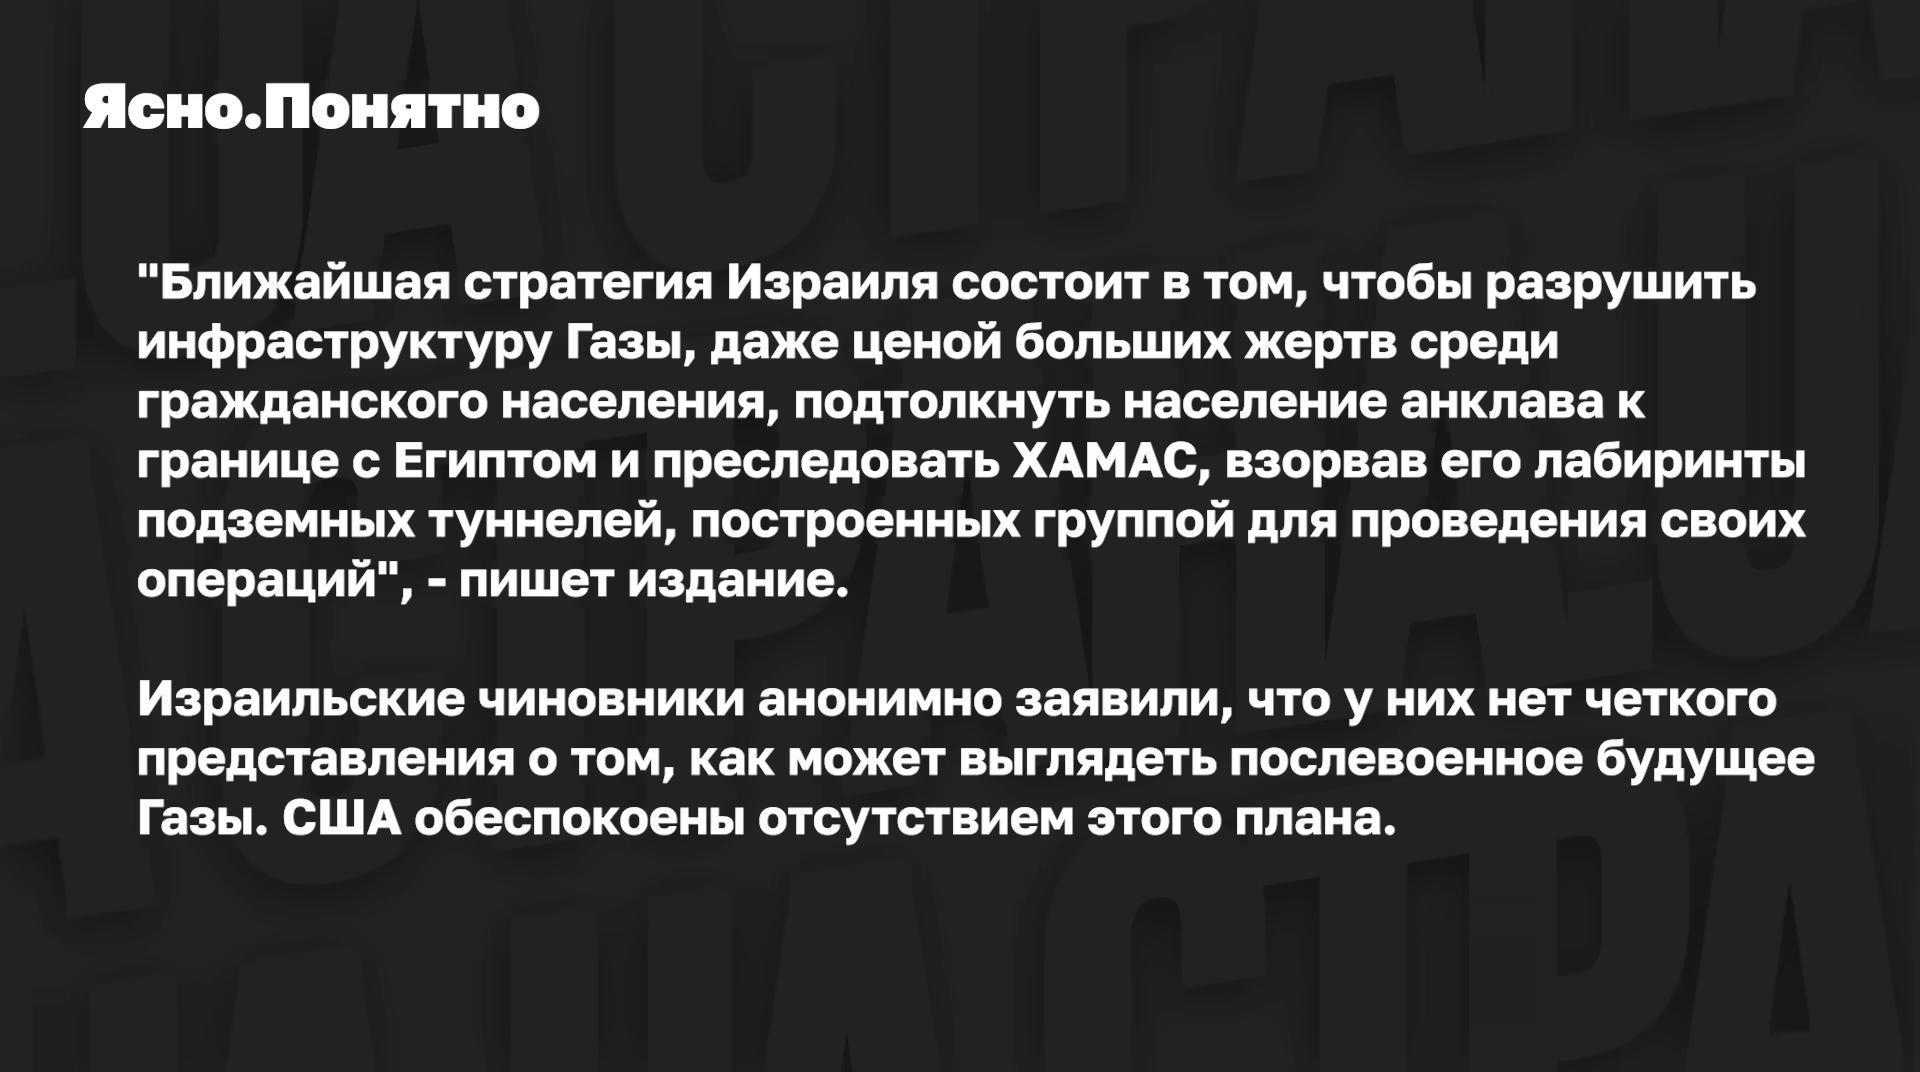 Ясно.Понятно
"Ближайшая стратегия Израиля состоит в том, чтобы разрушить
инфраструктуру Газы, даже ценой больших жертв среди
гражданского населения, подтолкнуть население анклава к
границе с Египтом и преследовать ХАМАС, взорвав его лабиринты
подземных туннелей, построенных группой для проведения своих
операций", - пишет издание.
Израильские чиновники анонимно заявили, что у них нет четкого
представления о том, как может выглядеть послевоенное будущее
Газы. США обеспокоены отсутствием этого плана.